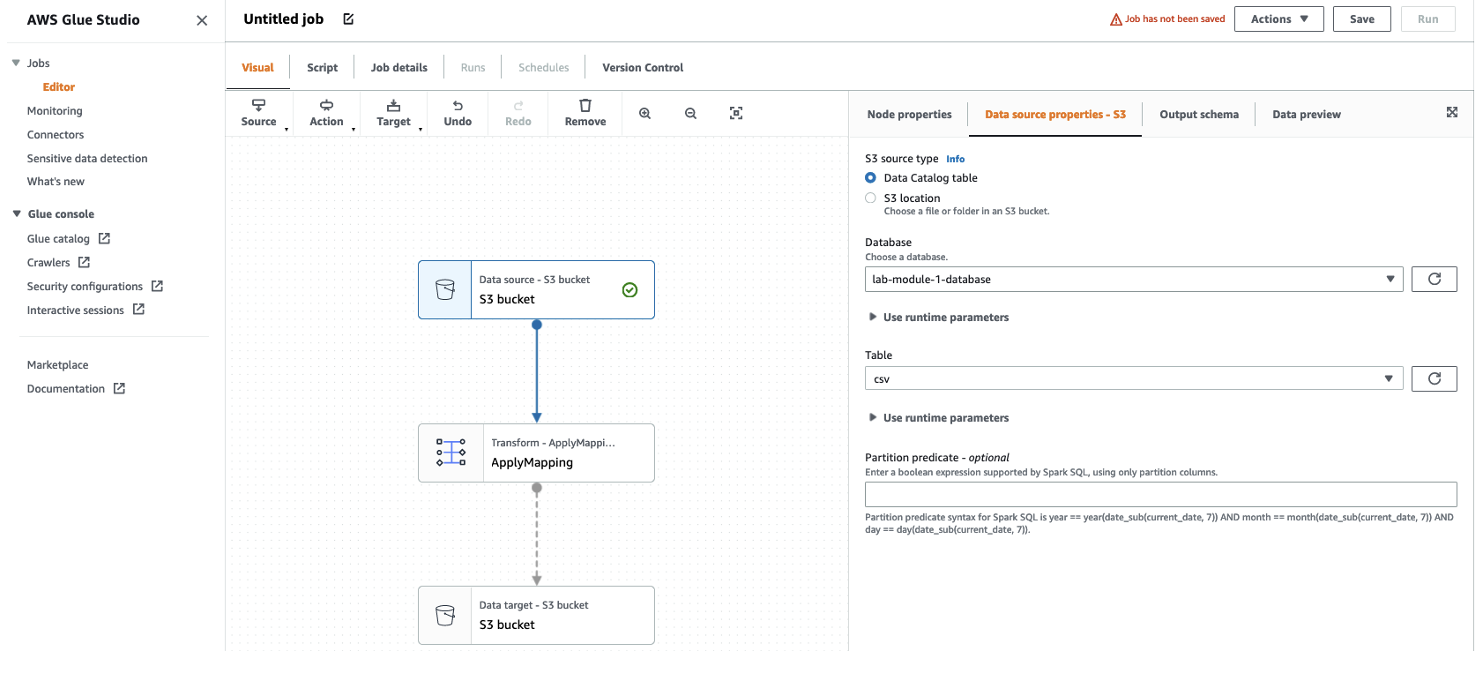 AWS Glue Studio
Jobs
Editor
Monitoring
Connectors
Sensitive data detection
What's new
Glue console
Glue catalog
Crawlers
Security configurations
Interactive sessions
Marketplace
Documentation
Untitled job
Job has not been saved
Actions
Save
Run
Visual
Script
Job details
Runs
Schedules
Version Control
Source
Action
Target
Undo
Redo
Remove
Data source - S3 bucket
S3 bucket
Transform - ApplyMappi...
ApplyMapping
Data target - S3 bucket
S3 bucket
Node properties
Data source properties - S3
Output schema
Data preview
S3 source type Info
Data Catalog table
S3 location
Choose a file or folder in an S3 bucket.
Database
Choose a database.
lab-module-1-database
Use runtime parameters
Table
csv
Use runtime parameters
Partition predicate - optional
Enter a boolean expression supported by Spark SQL, using only partition columns.
Partition predicate syntax for Spark SQL is year == year(date_sub(current_date, 7)) AND month == month(date_sub(current_date, 7)) AND
day == day(date_sub(current_date, 7)).